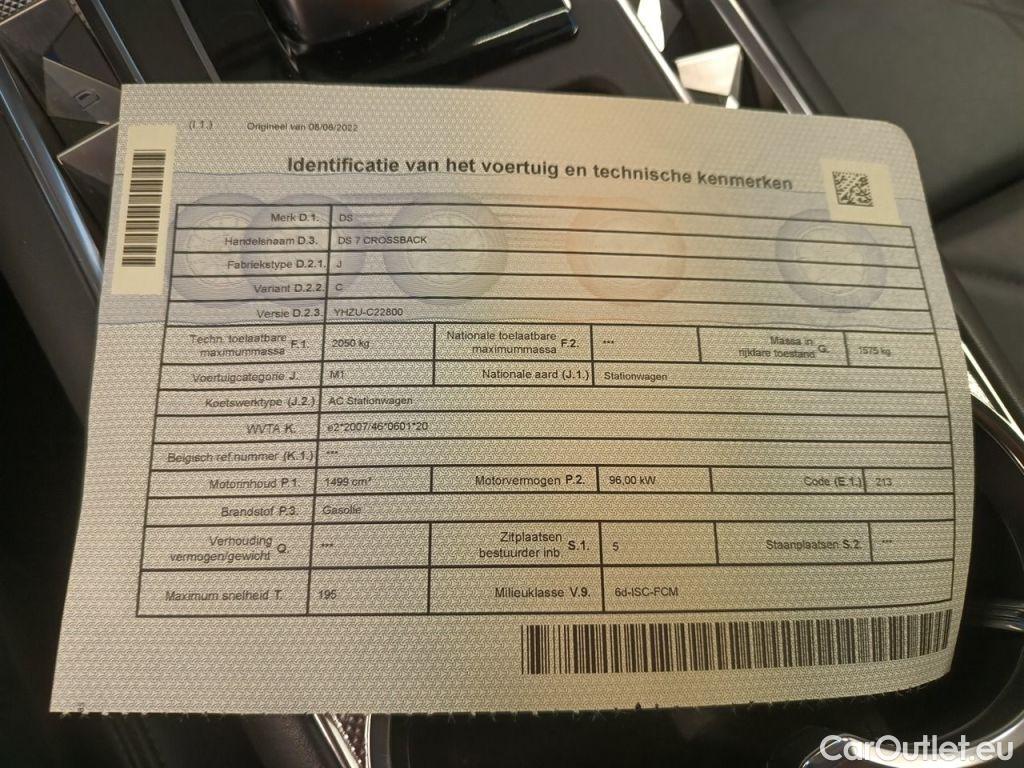 (I.1.) Origineel van 08/06/2022
Identificatie van het voertuig en technische kenmerken
Merk D.1. DS
Handelsnaam D.3. DS 7 CROSSBACK
Fabriekstype D.2.1. J
Variant D.2.2. C
Versie D.2.3. YHZU-C22800
Techn. toelaatbare maximummassa F.1. 2050 kg Nationale toelaatbare maximummassa F.2. *** Massa in rijklare toestand G. 1575 kg
Voertuigcategorie J. M1 Nationale aard (J.1.) Stationwagen
Koetswerktype (J.2.) AC Stationwagen
WVTA K. e2*2007/46*0601*20
Belgisch ref.nummer (K.1.) ***
Motorinhoud P.1. 1499 cm³ Motorvermogen P.2. 96,00 kW Code (E.1.) 213
Brandstof P.3. Gasolie
Verhouding vermogen/gewicht Q. *** Zitplaatsen bestuurder inb. S.1. 5 Staanplaatsen S.2. ***
Maximum snelheid T. 195 Milieuklasse V.9. 6d-ISC-FCM
CarOutlet.eu